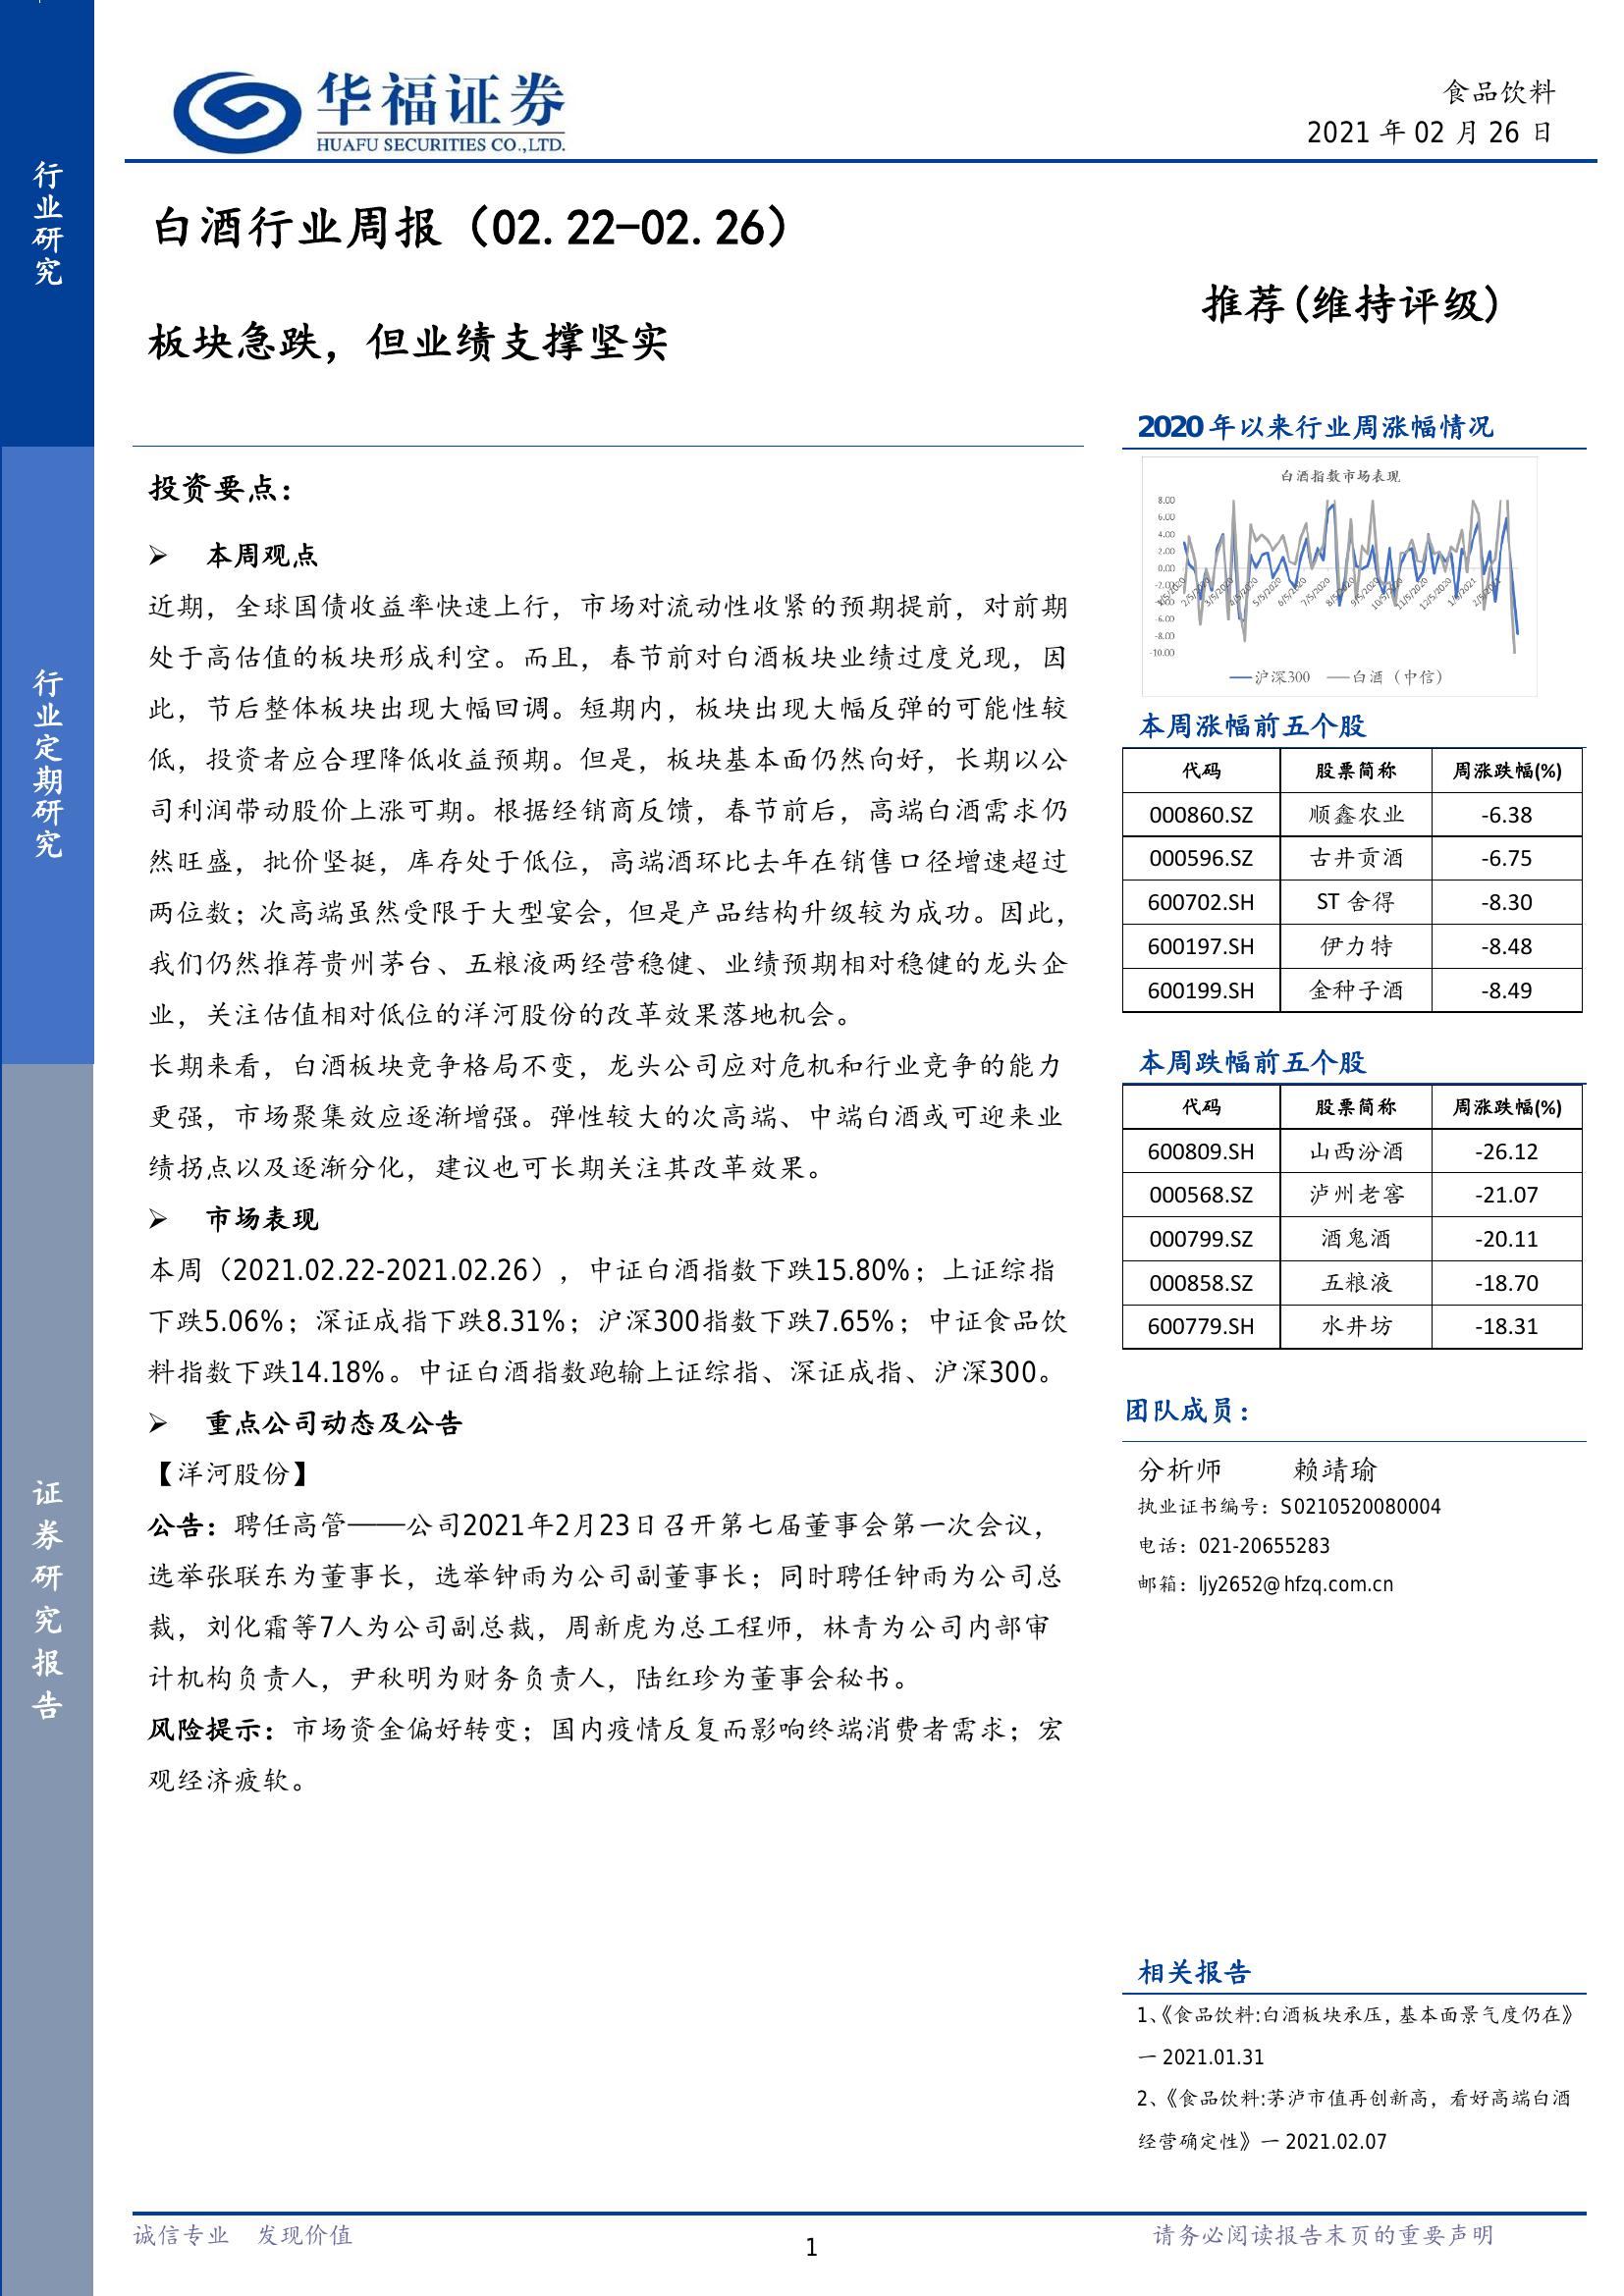 华福证券
HUAFU SECURITIES CO.,LTD.
食品饮料
2021 年 02 月 26 日
行业研究
行业定期研究
证券研究报告
白酒行业周报（02.22-02.26）
板块急跌，但业绩支撑坚实
推荐(维持评级)
投资要点：
➢ 本周观点
近期，全球国债收益率快速上行，市场对流动性收紧的预期提前，对前期
处于高估值的板块形成利空。而且，春节前对白酒板块业绩过度兑现，因
此，节后整体板块出现大幅回调。短期内，板块出现大幅反弹的可能性较
低，投资者应合理降低收益预期。但是，板块基本面仍然向好，长期以公
司利润带动股价上涨可期。根据经销商反馈，春节前后，高端白酒需求仍
然旺盛，批价坚挺，库存处于低位，高端酒环比去年在销售口径增速超过
两位数；次高端虽然受限于大型宴会，但是产品结构升级较为成功。因此，
我们仍然推荐贵州茅台、五粮液两经营稳健、业绩预期相对稳健的龙头企
业，关注估值相对低位的洋河股份的改革效果落地机会。
长期来看，白酒板块竞争格局不变，龙头公司应对危机和行业竞争的能力
更强，市场聚集效应逐渐增强。弹性较大的次高端、中端白酒或可迎来业
绩拐点以及逐渐分化，建议也可长期关注其改革效果。
➢ 市场表现
本周（2021.02.22-2021.02.26），中证白酒指数下跌15.80%；上证综指
下跌5.06%；深证成指下跌8.31%；沪深300指数下跌7.65%；中证食品饮
料指数下跌14.18%。中证白酒指数跑输上证综指、深证成指、沪深300。
➢ 重点公司动态及公告
【洋河股份】
公告：聘任高管——公司2021年2月23日召开第七届董事会第一次会议，
选举张联东为董事长，选举钟雨为公司副董事长；同时聘任钟雨为公司总
裁，刘化霜等7人为公司副总裁，周新虎为总工程师，林青为公司内部审
计机构负责人，尹秋明为财务负责人，陆红珍为董事会秘书。
风险提示：市场资金偏好转变；国内疫情反复而影响终端消费者需求；宏
观经济疲软。
2020 年以来行业周涨幅情况
白酒指数市场表现
8.00
6.00
4.00
2.00
0.00
-2.00
-4.00
-6.00
-8.00
-10.00
1/5/2020 2/5/2020 3/5/2020 4/5/2020 5/5/2020 6/5/2020 7/5/2020 8/5/2020 9/5/2020 10/5/2020 11/5/2020 12/5/2020 1/5/2021 2/5/2021
沪深300 白酒（中信）
本周涨幅前五个股
代码 股票简称 周涨跌幅(%)
000860.SZ 顺鑫农业 -6.38
000596.SZ 古井贡酒 -6.75
600702.SH ST 舍得 -8.30
600197.SH 伊力特 -8.48
600199.SH 金种子酒 -8.49
本周跌幅前五个股
代码 股票简称 周涨跌幅(%)
600809.SH 山西汾酒 -26.12
000568.SZ 泸州老窖 -21.07
000799.SZ 酒鬼酒 -20.11
000858.SZ 五粮液 -18.70
600779.SH 水井坊 -18.31
团队成员：
分析师 赖靖瑜
执业证书编号：S0210520080004
电话：021-20655283
邮箱：ljy2652@hfzq.com.cn
相关报告
1、《食品饮料:白酒板块承压，基本面景气度仍在》
一 2021.01.31
2、《食品饮料:茅泸市值再创新高，看好高端白酒
经营确定性》一 2021.02.07
诚信专业 发现价值
1
请务必阅读报告末页的重要声明